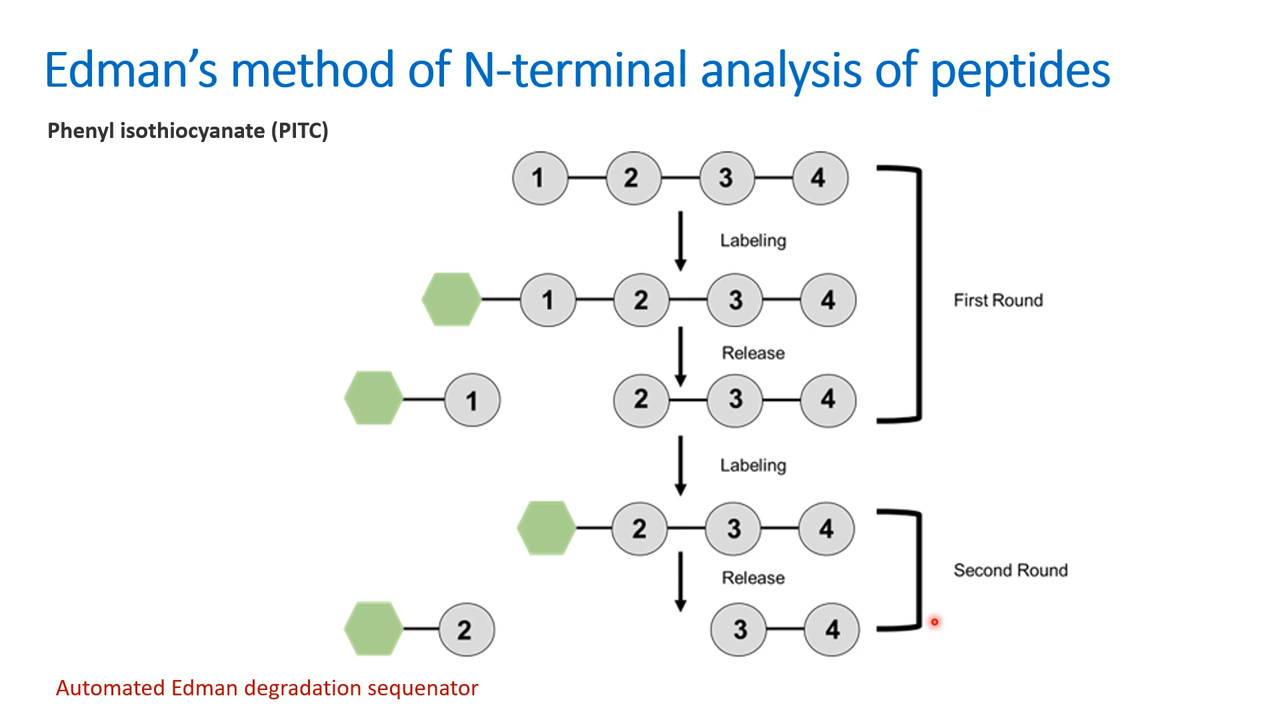 Edman’s method of N-terminal analysis of peptides
Phenyl isothiocyanate (PITC)
1 2 3 4
Labeling
1 2 3 4
First Round
Release
1 2 3 4
Labeling
2 3 4
Second Round
Release
2 3 4
Automated Edman degradation sequenator